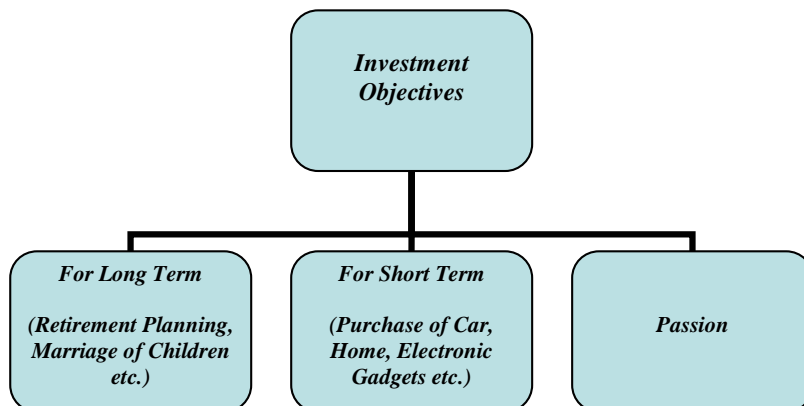 Investment
Objectives
For Long Term
(Retirement Planning,
Marriage of Children
etc.)
For Short Term
(Purchase of Car,
Home, Electronic
Gadgets etc.)
Passion